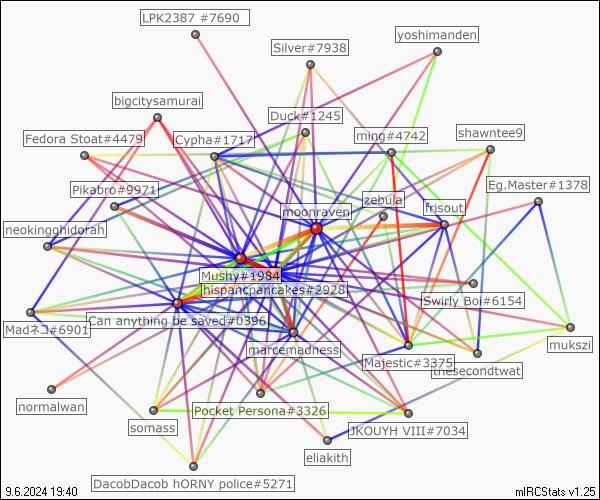 LPK2387 #7690
yoshimanden
Silver#7938
bigcitysamurai
Duck#1245
Fedora Stoat#4479
Cypha#1717
ming#4742
shawntee9
Pikabro#9971
zebula
Eg.Master#1378
moonraven
frisout
neokingghidorah
Mushy#1984
hispancpancakes#2928
Swirly Boi#6154
Madネコ#6901
Can anything be saved#0396
marcemadness
Majestic#3375
mukszi
thesecondtwat
normalwan
Pocket Persona#3326
somass
JKOUYH VIII#7034
eliakith
DacobDacob hORNY police#5271
9.6.2024 19:40
mIRCStats v1.25